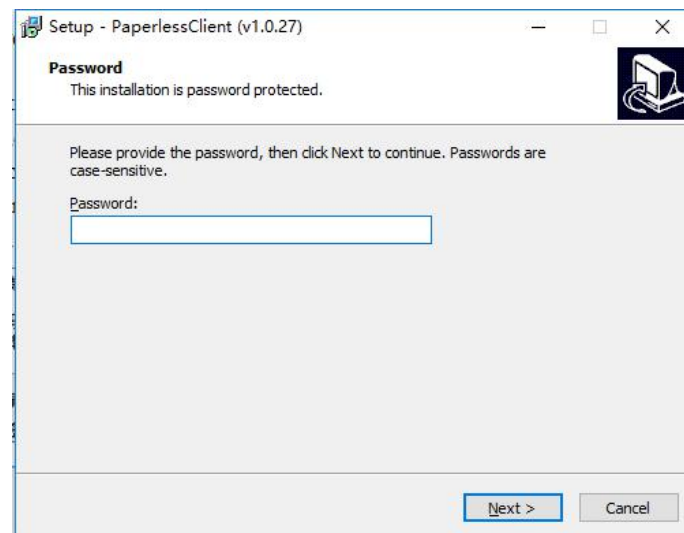 Setup - PaperlessClient (v1.0.27)
Password
This installation is password protected.
Please provide the password, then click Next to continue. Passwords are
case-sensitive.
Password:
Next >
Cancel